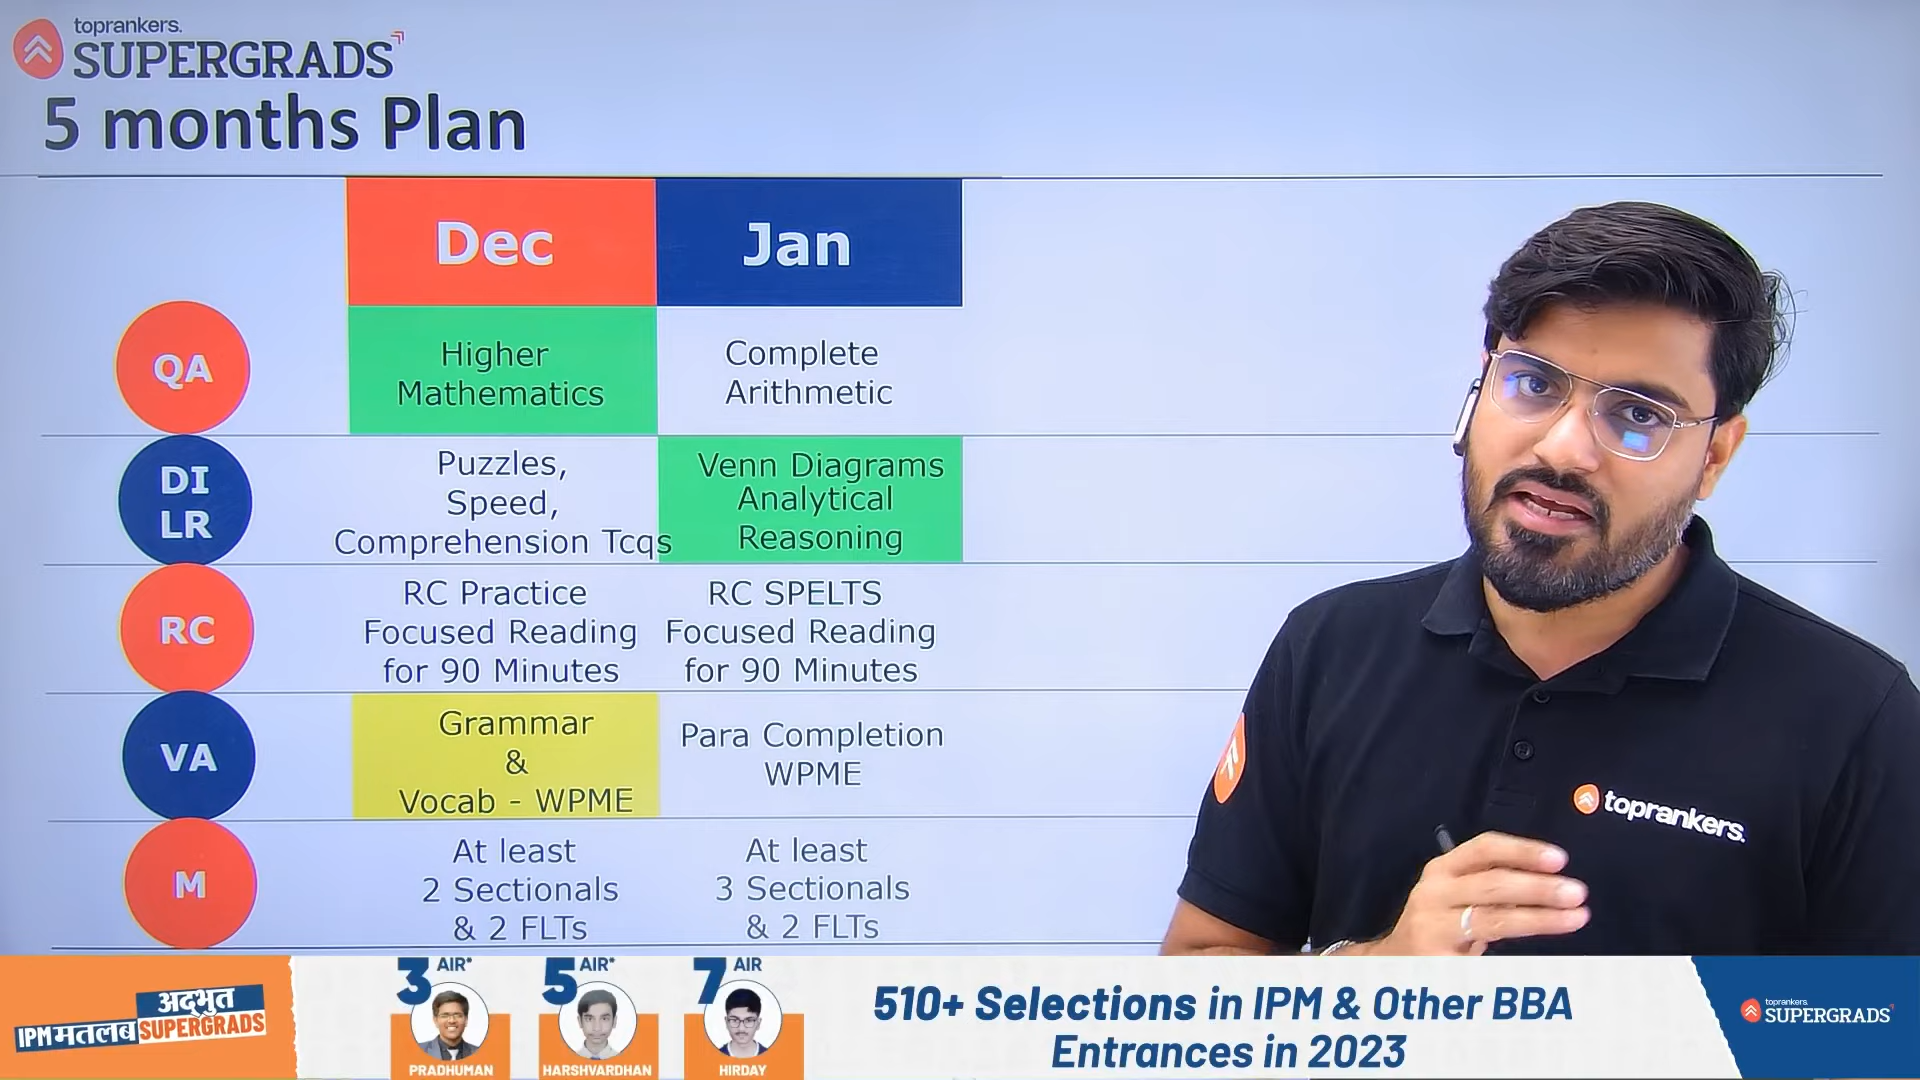 toprankers.
SUPERGRADS
5 months Plan
Dec
Jan
QA
Higher
Mathematics
Complete
Arithmetic
DI
LR
Puzzles,
Speed,
Comprehension Tcqs
Venn Diagrams
Analytical
Reasoning
RC
RC Practice
Focused Reading
for 90 Minutes
RC SPELTS
Focused Reading
for 90 Minutes
VA
Grammar
&
Vocab - WPME
Para Completion
WPME
M
At least
2 Sectionals
& 2 FLTs
At least
3 Sectionals
& 2 FLTs
toprankers.
IPM मतलब
अद्भुत
SUPERGRADS
3 AIR*
PRADHUMAN
5 AIR*
HARSHVARDHAN
7 AIR
HIRDAY
510+ Selections in IPM & Other BBA
Entrances in 2023
toprankers.
SUPERGRADS